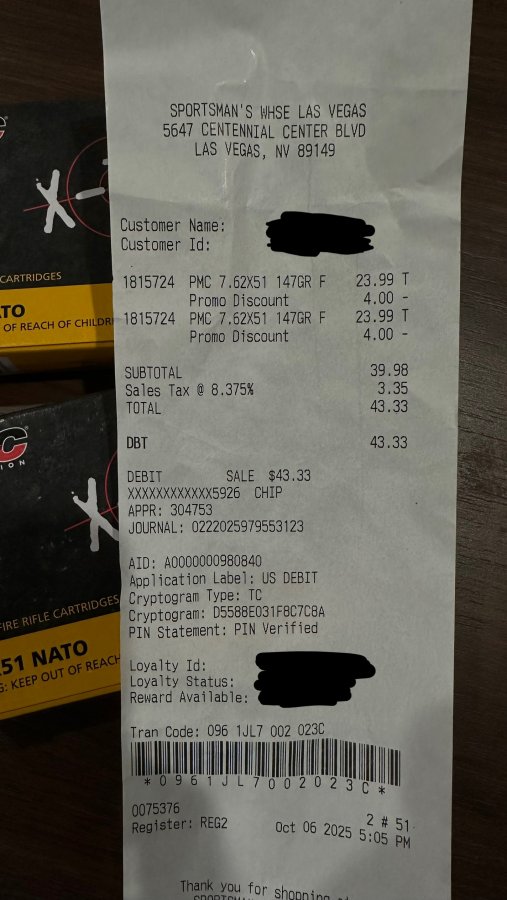 SPORTSMAN'S WHSE LAS VEGAS
5647 CENTENNIAL CENTER BLVD
LAS VEGAS, NV 89149
Customer Name:
Customer Id:
1815724 PMC 7.62X51 147GR F 23.99 T
Promo Discount 4.00 -
1815724 PMC 7.62X51 147GR F 23.99 T
Promo Discount 4.00 -
SUBTOTAL 39.98
Sales Tax @ 8.375% 3.35
TOTAL 43.33
DBT 43.33
DEBIT SALE $43.33
XXXXXXXXXXXX5926 CHIP
APPR: 304753
JOURNAL: 0222025979553123
AID: A0000000980840
Application Label: US DEBIT
Cryptogram Type: TC
Cryptogram: D5588E031F8C7C8A
PIN Statement: PIN Verified
Loyalty Id:
Loyalty Status:
Reward Available:
Tran Code: 096 1JL7 002 023C
*0961JL7002023C*
0075376 2 # 51
Register: REG2 Oct 06 2025 5:05 PM
Thank you for shopping
X-
CARTRIDGES
ATO
OF REACH OF CHILDR
X
FIRE RIFLE CARTRIDGES
51 NATO
G: KEEP OUT OF REACH